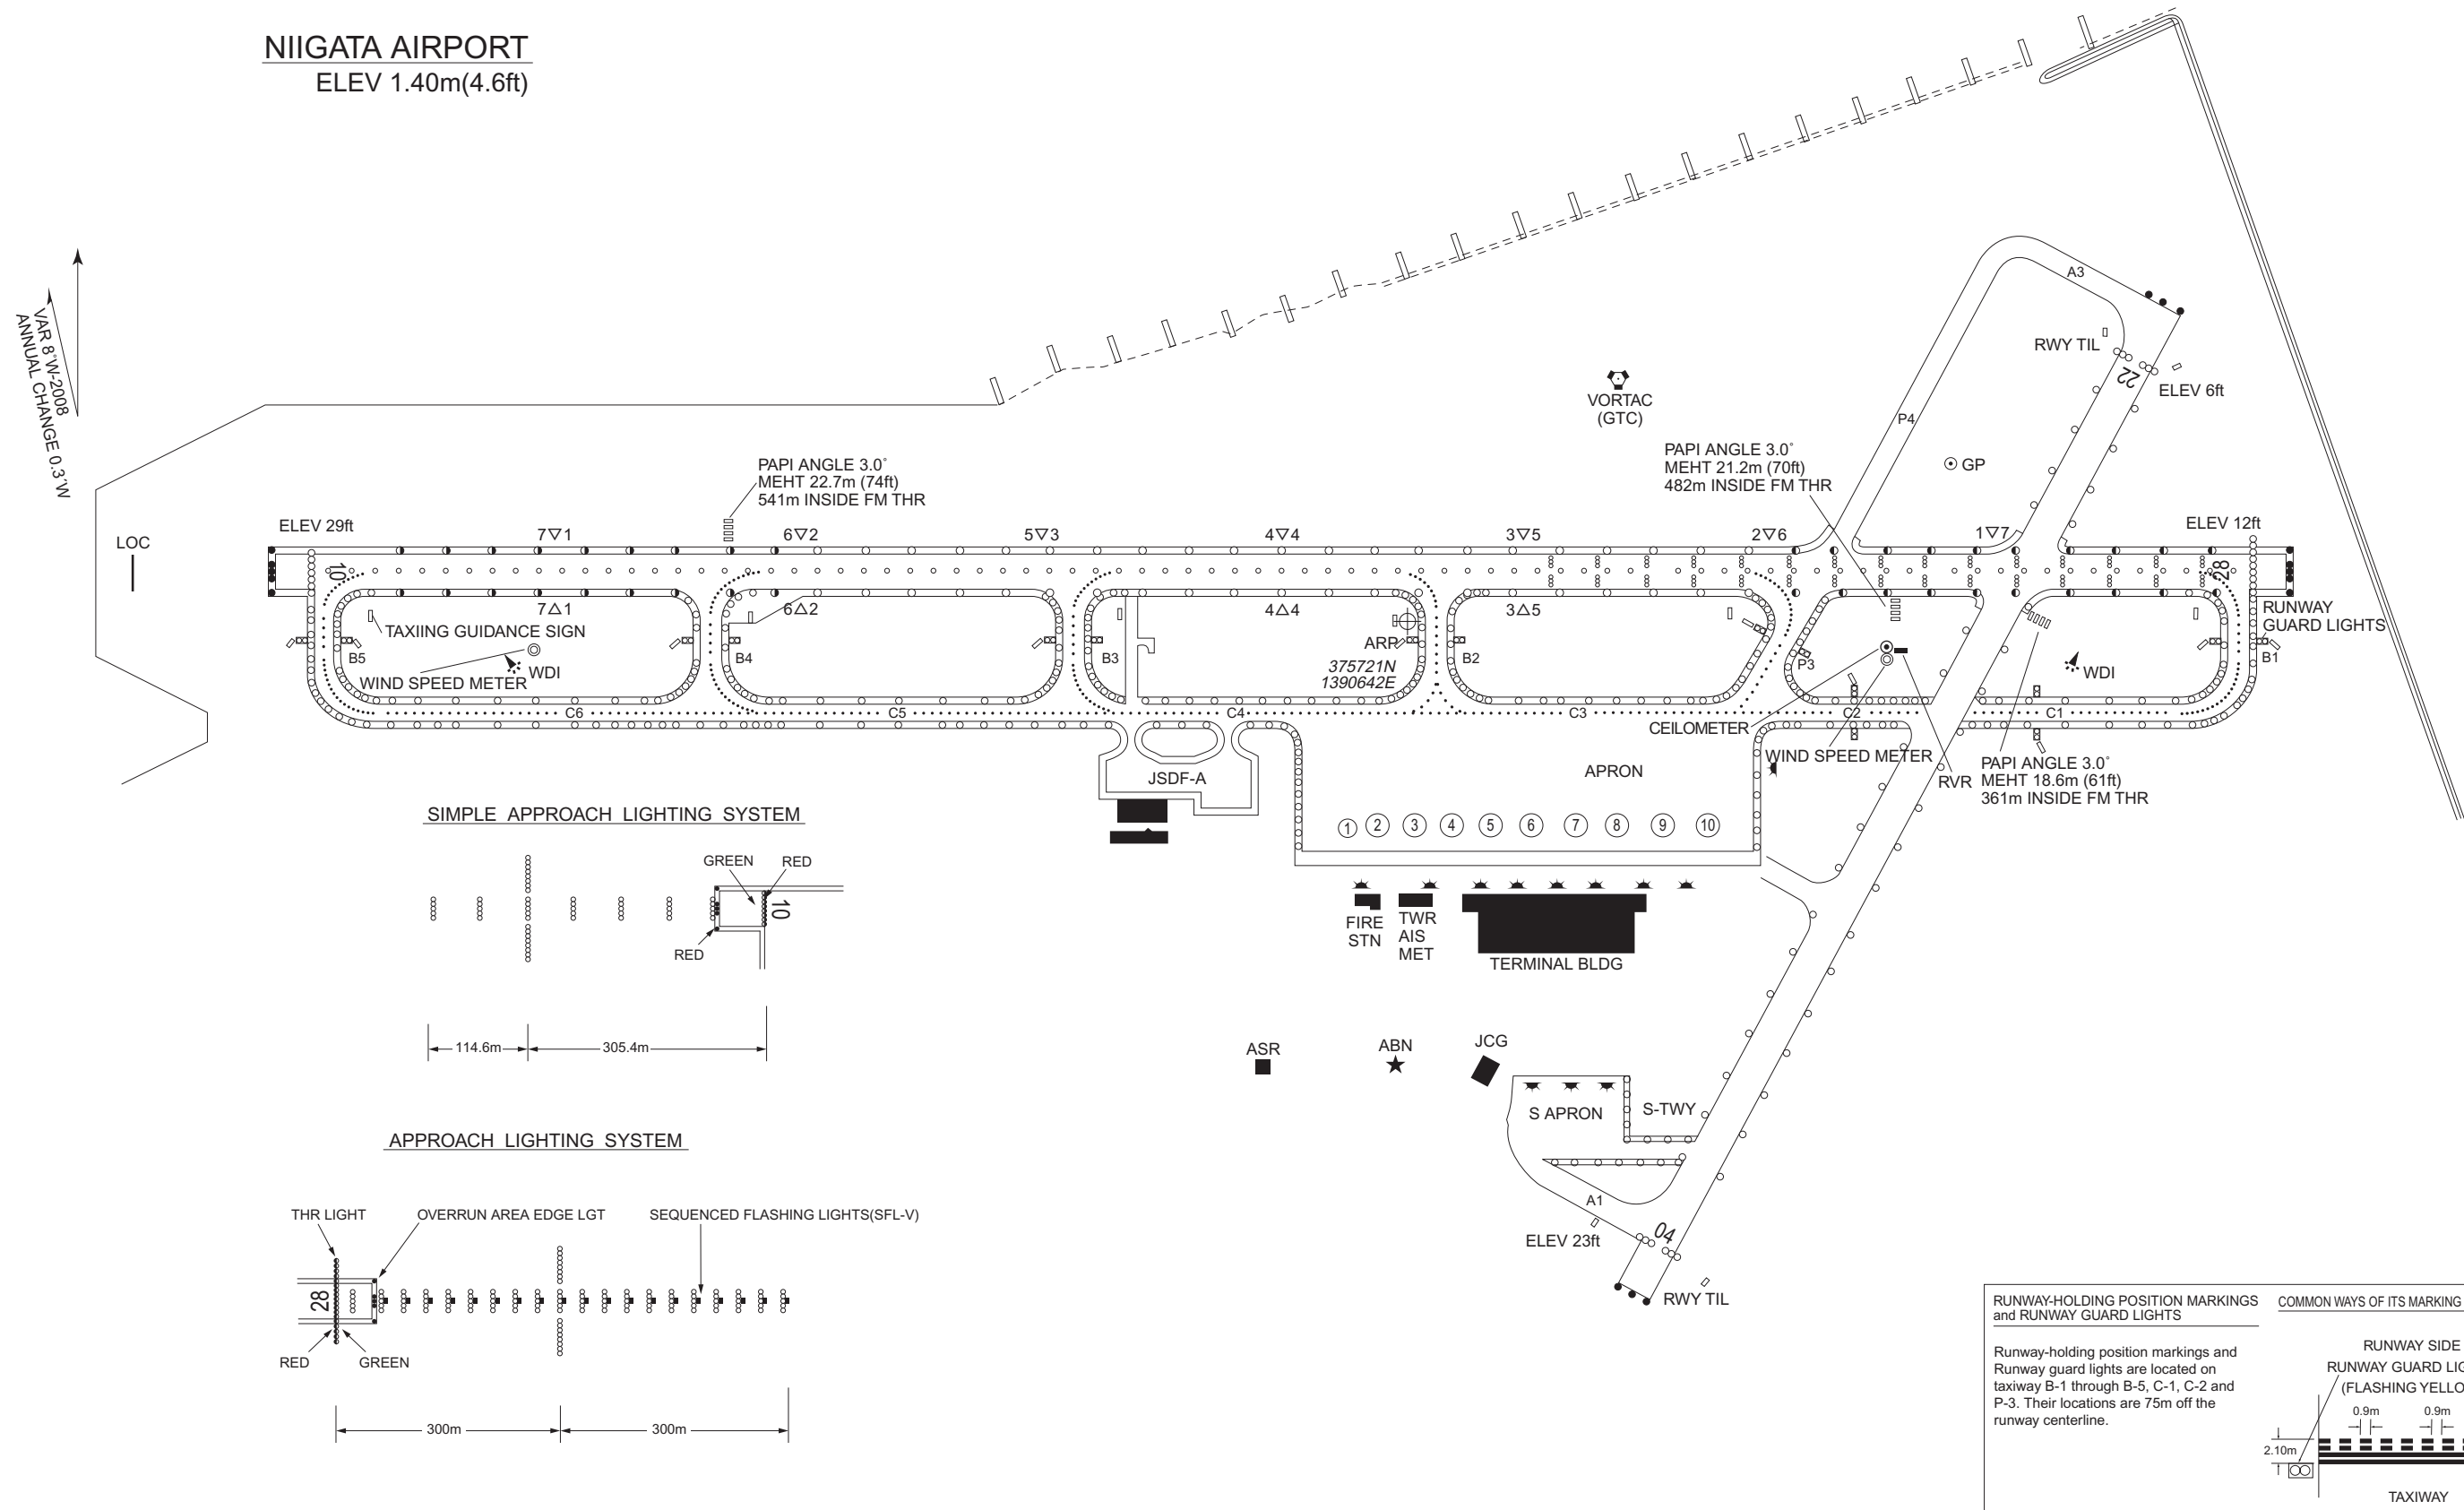 NIIGATA AIRPORT
ELEV 1.40m(4.6ft)
VAR 8°W-2008
ANNUAL CHANGE 0.3°W
A3
RWY TIL
22
ELEV 6ft
VORTAC
(GTC)
P4
GP
PAPI ANGLE 3.0°
MEHT 22.7m (74ft)
541m INSIDE FM THR
PAPI ANGLE 3.0°
MEHT 21.2m (70ft)
482m INSIDE FM THR
LOC
ELEV 29ft
7▽1
6▽2
5▽3
4▽4
3▽5
2▽6
1▽7
ELEV 12ft
10
28
7△1
6△2
4△4
3△5
TAXIING GUIDANCE SIGN
RUNWAY
GUARD LIGHTS
B5
B4
B3
ARP
B2
P3
B1
375721N
1390642E
WDI
WIND SPEED METER
WDI
C6
C5
C4
C3
C2
C1
CEILOMETER
WIND SPEED METER
RVR
PAPI ANGLE 3.0°
MEHT 18.6m (61ft)
361m INSIDE FM THR
JSDF-A
APRON
1 2 3 4 5 6 7 8 9 10
SIMPLE APPROACH LIGHTING SYSTEM
GREEN
RED
10
RED
114.6m
305.4m
FIRE
STN
TWR
AIS
MET
TERMINAL BLDG
ASR
ABN
JCG
S APRON
S-TWY
A1
04
ELEV 23ft
RWY TIL
APPROACH LIGHTING SYSTEM
THR LIGHT
OVERRUN AREA EDGE LGT
SEQUENCED FLASHING LIGHTS(SFL-V)
28
RED
GREEN
300m
300m
RUNWAY-HOLDING POSITION MARKINGS
and RUNWAY GUARD LIGHTS
Runway-holding position markings and
Runway guard lights are located on
taxiway B-1 through B-5, C-1, C-2 and
P-3. Their locations are 75m off the
runway centerline.
COMMON WAYS OF ITS MARKING
RUNWAY SIDE
RUNWAY GUARD LIG
(FLASHING YELLO
0.9m
0.9m
2.10m
TAXIWAY